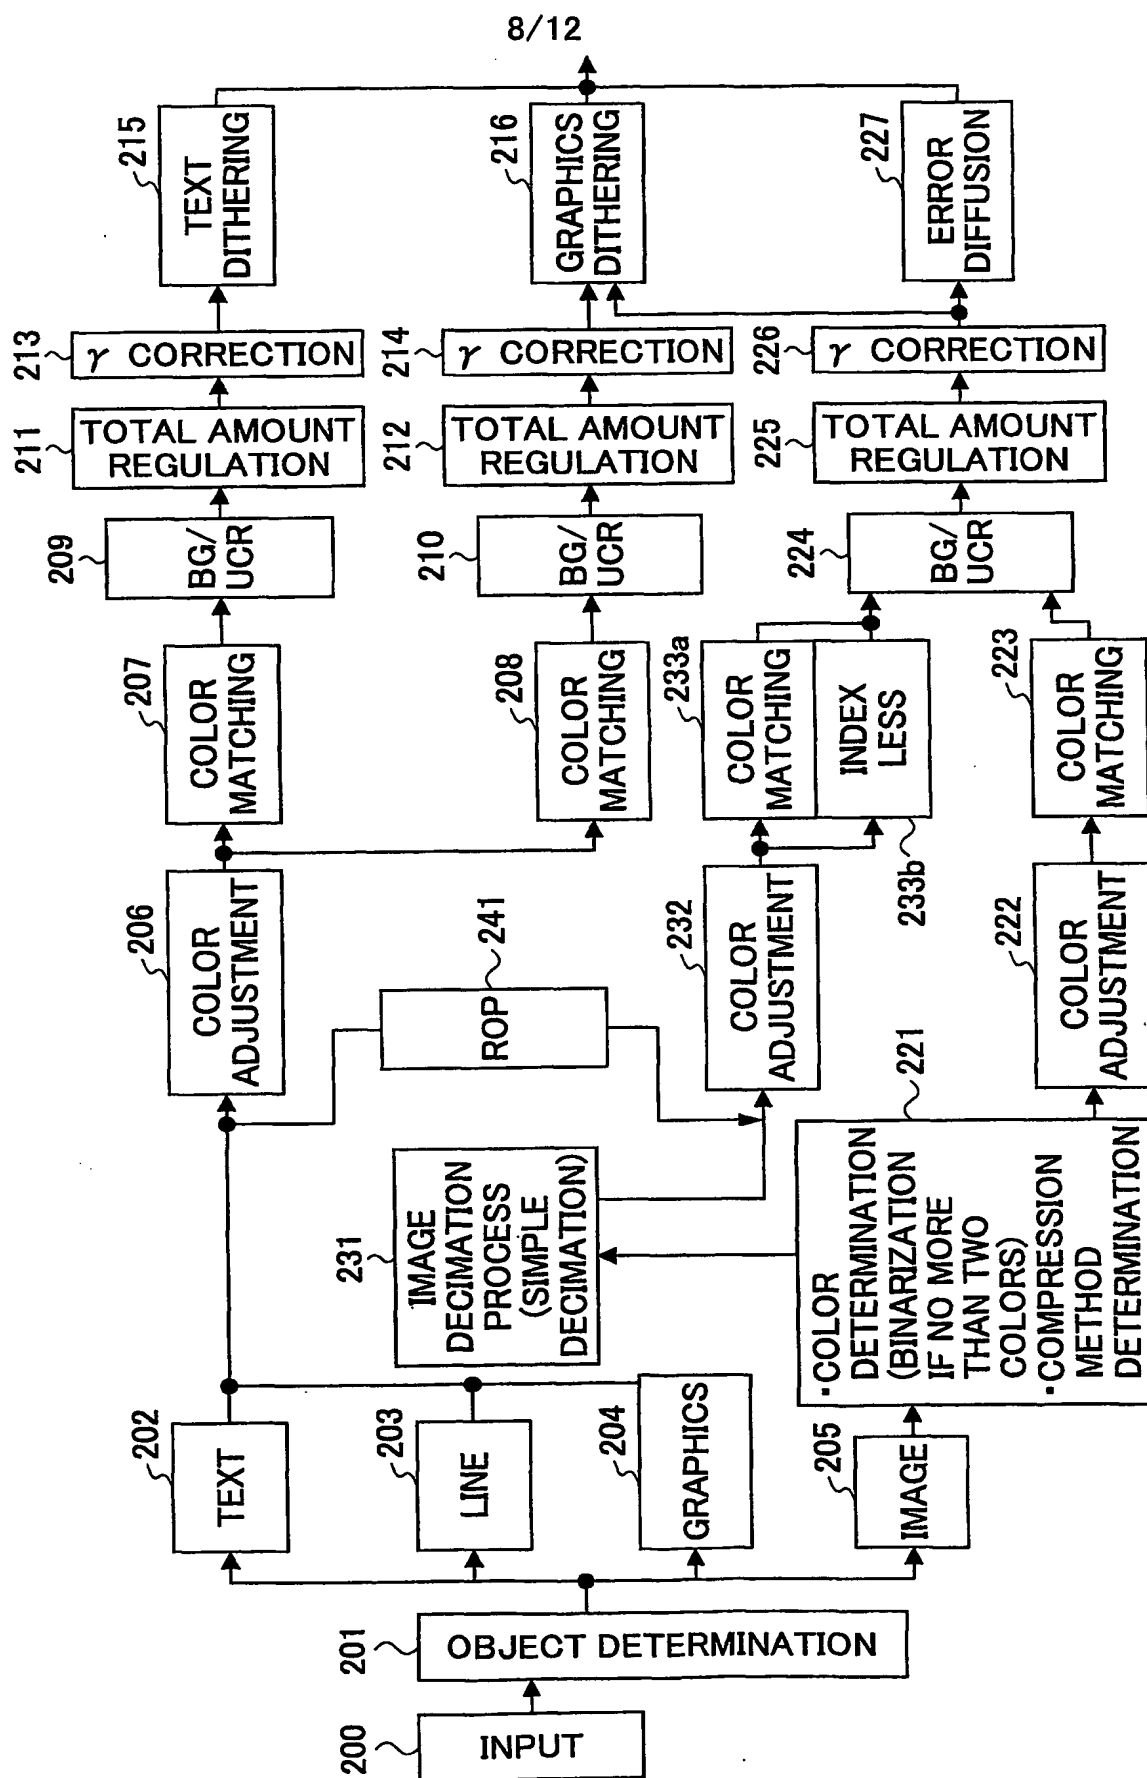 8/12
200
INPUT
201
OBJECT DETERMINATION
202
TEXT
203
LINE
204
GRAPHICS
205
IMAGE
221
・COLOR
DETERMINATION
(BINARIZATION
IF NO MORE
THAN TWO
COLORS)
・COMPRESSION
METHOD
DETERMINATION
231
IMAGE
DECIMATION
PROCESS
(SIMPLE
DECIMATION)
241
ROP
206
COLOR
ADJUSTMENT
232
COLOR
ADJUSTMENT
222
COLOR
ADJUSTMENT
207
COLOR
MATCHING
208
COLOR
MATCHING
233a
COLOR
MATCHING
INDEX
LESS
233b
223
COLOR
MATCHING
209
BG/
UCR
210
BG/
UCR
224
BG/
UCR
211
TOTAL AMOUNT
REGULATION
212
TOTAL AMOUNT
REGULATION
225
TOTAL AMOUNT
REGULATION
213
γ CORRECTION
214
γ CORRECTION
226
γ CORRECTION
215
TEXT
DITHERING
216
GRAPHICS
DITHERING
227
ERROR
DIFFUSION